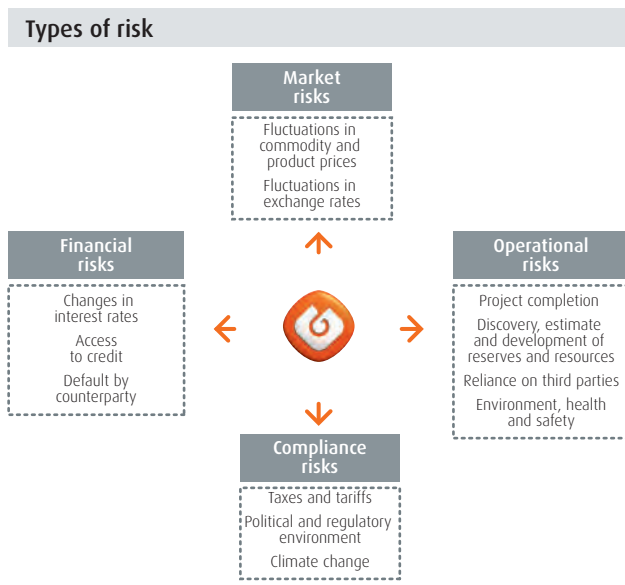 Types of risk
Market
risks
Fluctuations in
commodity and
product prices
Fluctuations in
exchange rates
Financial
risks
Changes in
interest rates
Access
to credit
Default by
counterparty
Operational
risks
Project completion
Discovery, estimate
and development of
reserves and resources
Reliance on third parties
Environment, health
and safety
Compliance
risks
Taxes and tariffs
Political and regulatory
environment
Climate change